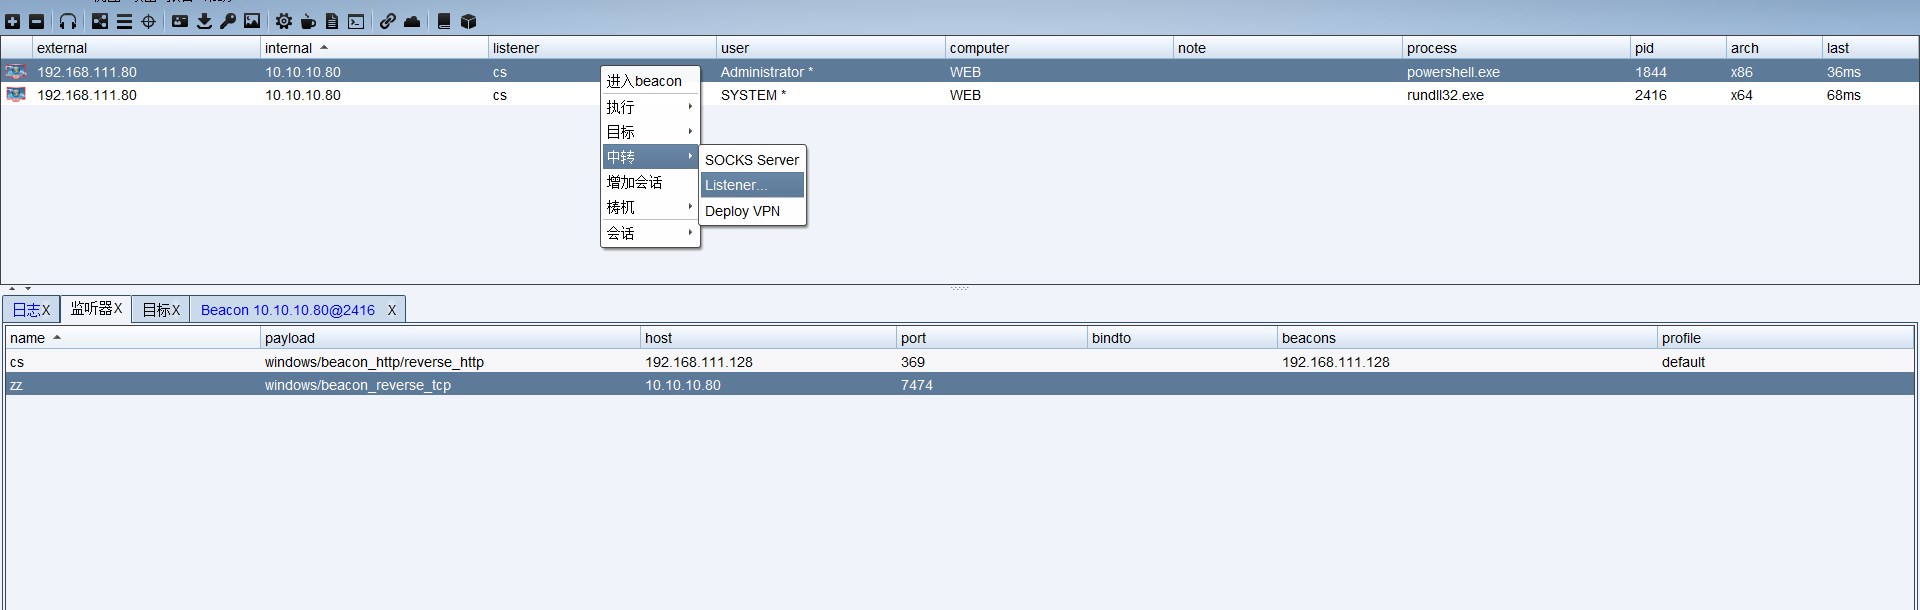 external internal listener user computer note process pid arch last
192.168.111.80 10.10.10.80 cs Administrator * WEB powershell.exe 1844 x86 36ms
192.168.111.80 10.10.10.80 cs SYSTEM * WEB rundll32.exe 2416 x64 68ms
进入beacon
执行
目标
中转
增加会话
梼杌
会话
SOCKS Server
Listener...
Deploy VPN
日志X 监听器X 目标X Beacon 10.10.10.80@2416 X
name payload host port bindto beacons profile
cs windows/beacon_http/reverse_http 192.168.111.128 369 192.168.111.128 default
zz windows/beacon_reverse_tcp 10.10.10.80 7474